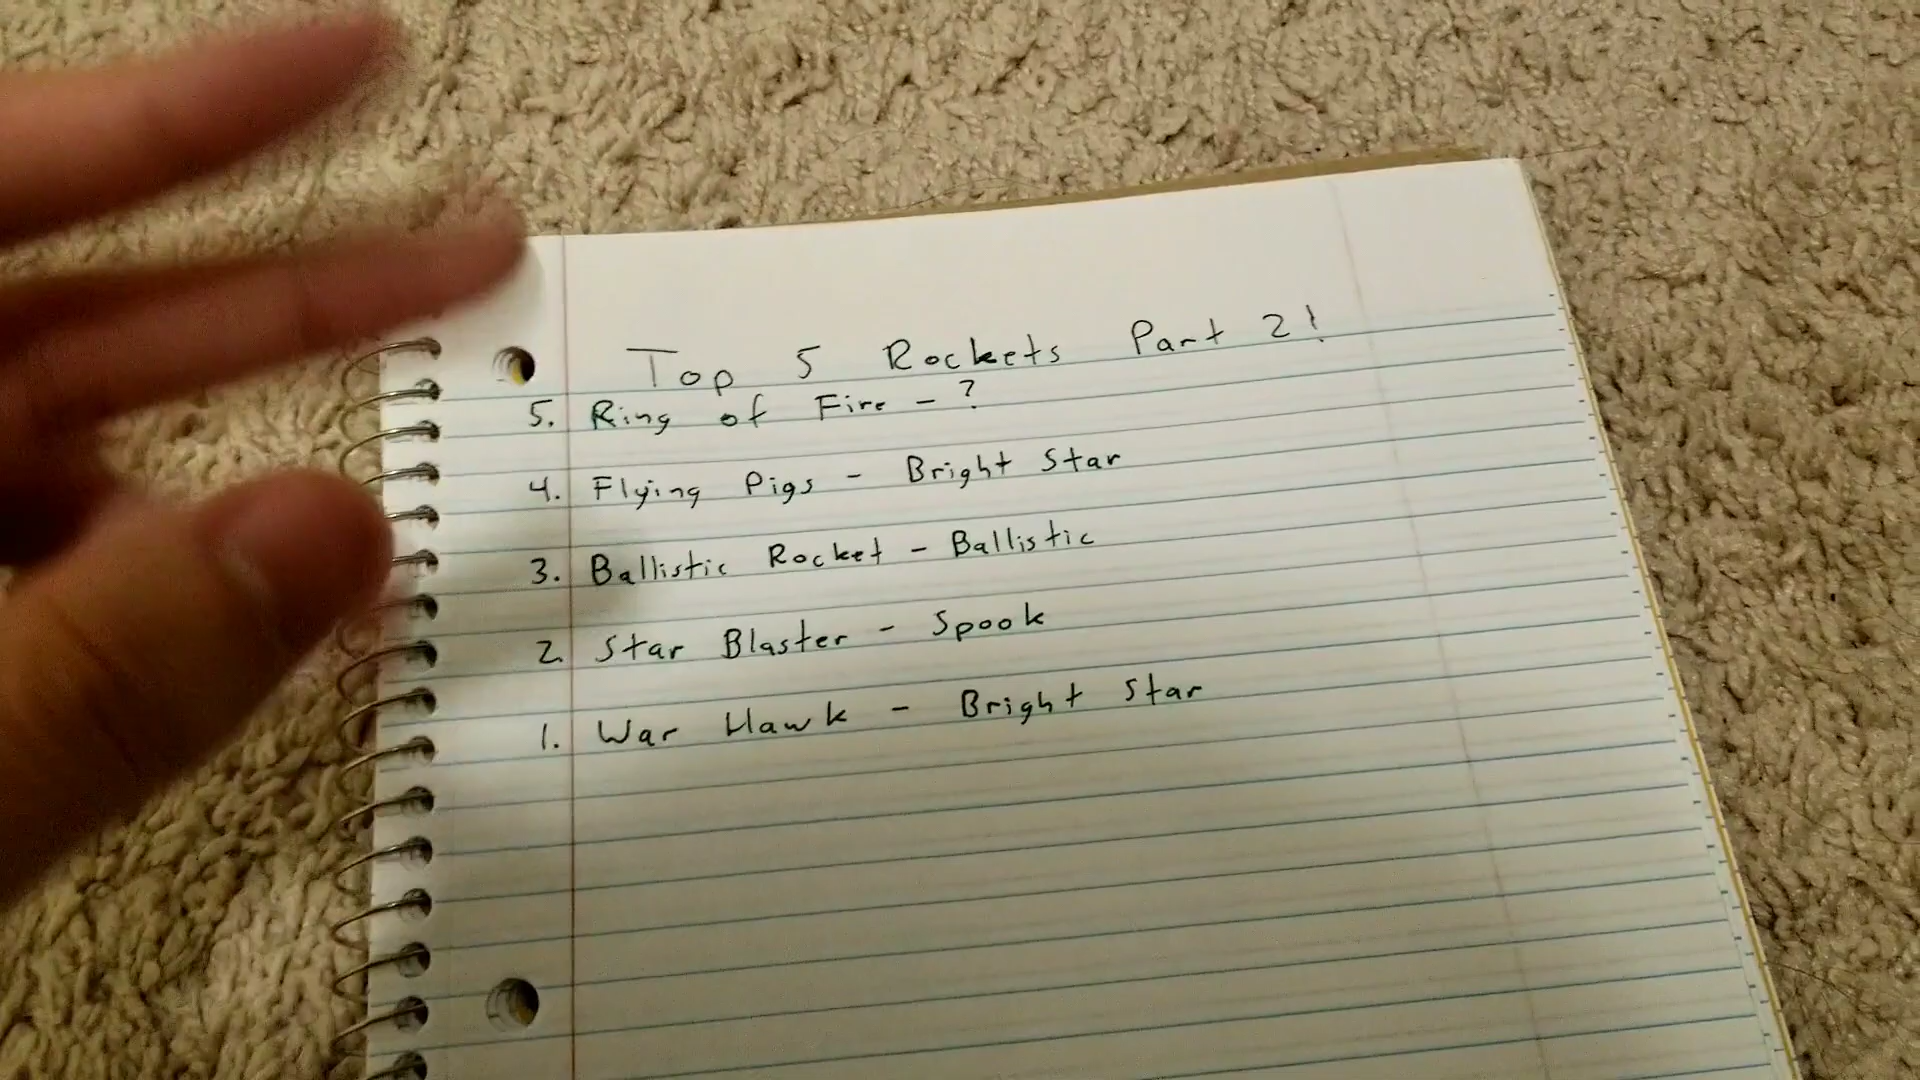 Top 5 Rockets Part 2!
5. Ring of Fire - ?
4. Flying Pigs - Bright Star
3. Ballistic Rocket - Ballistic
2. Star Blaster - Spook
1. War Hawk - Bright Star